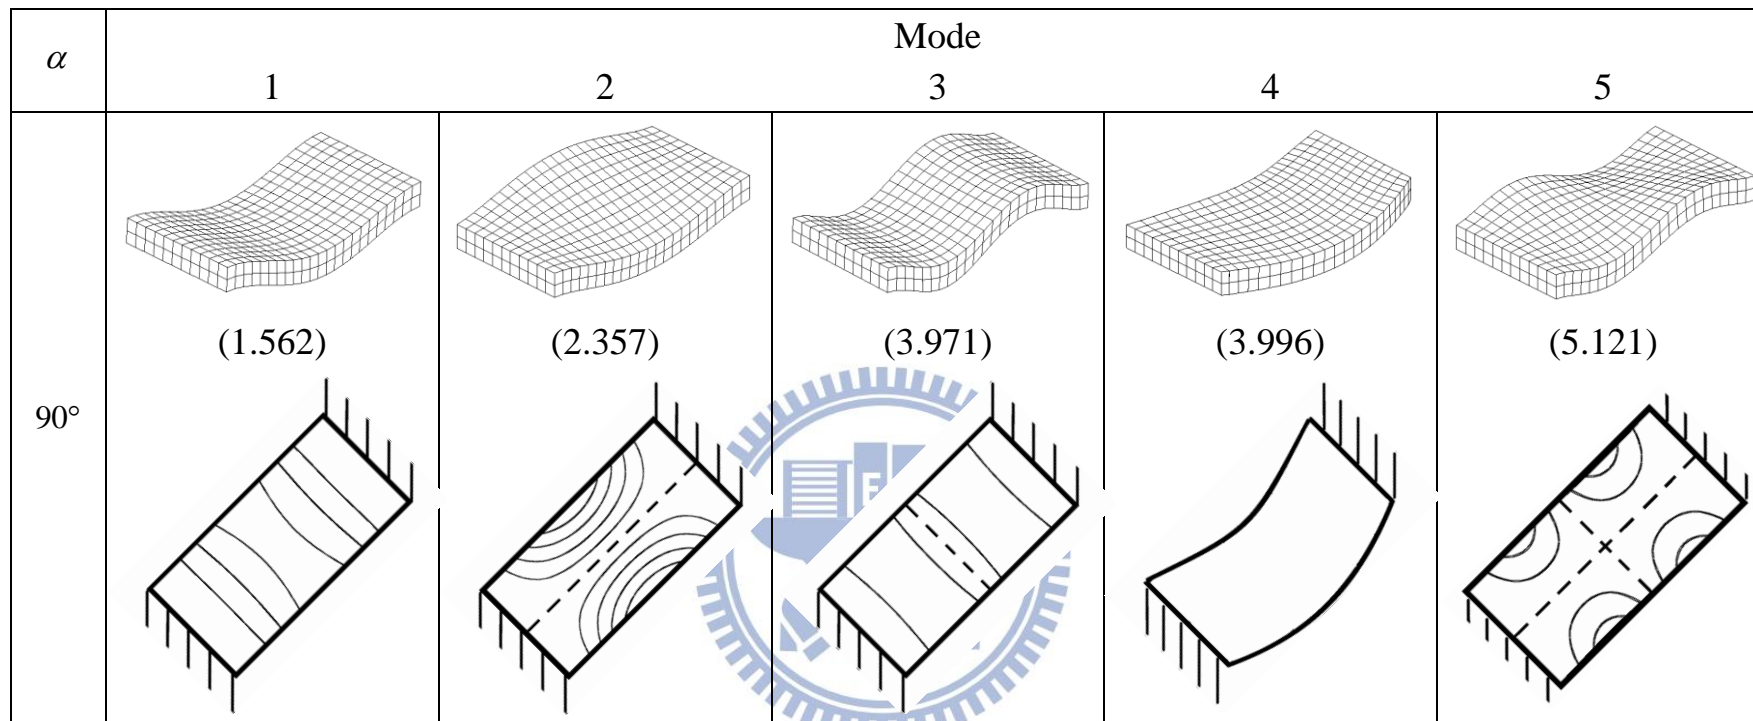 α
Mode
1 2 3 4 5
(1.562) (2.357) (3.971) (3.996) (5.121)
90°
E